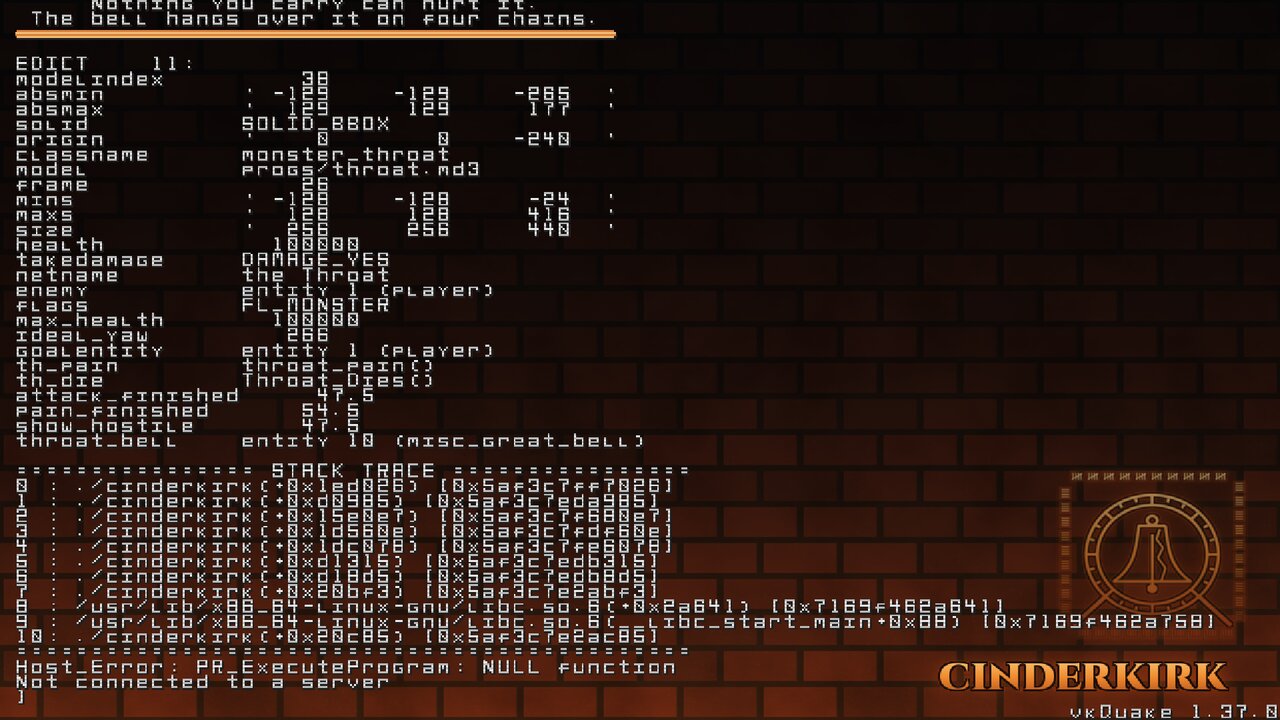 Nothing you carry can hurt it.
The bell hangs over it on four chains.
EDICT 11:
modelindex 38
absmin ' -129 -129 -265 '
absmax ' 129 129 177 '
solid SOLID_BBOX
origin ' 0 0 -240 '
classname monster_throat
model progs/throat.md3
frame 26
mins ' -128 -128 -24 '
maxs ' 128 128 416 '
size ' 256 256 440 '
health 100000
takedamage DAMAGE_YES
netname the Throat
enemy entity 1 (player)
flags FL_MONSTER
max_health 100000
ideal_yaw 266
goalentity entity 1 (player)
th_pain throat_pain()
th_die Throat_Dies()
attack_finished 47.5
pain_finished 54.5
show_hostile 47.5
throat_bell entity 10 (misc_great_bell)
================ STACK TRACE ================
0 : ./cinderkirk(+0x1ed026) [0x5af3c7ff7026]
1 : ./cinderkirk(+0xd0985) [0x5af3c7eda985]
2 : ./cinderkirk(+0x15e0e7) [0x5af3c7f680e7]
3 : ./cinderkirk(+0x1d560e) [0x5af3c7fdf60e]
4 : ./cinderkirk(+0x1dc078) [0x5af3c7fe6078]
5 : ./cinderkirk(+0xd1315) [0x5af3c7edb315]
6 : ./cinderkirk(+0xd18d5) [0x5af3c7edb8d5]
7 : ./cinderkirk(+0x20bf3) [0x5af3c7e2abf3]
8 : /usr/lib/x86_64-linux-gnu/libc.so.6(+0x2a641) [0x7169f462a641]
9 : /usr/lib/x86_64-linux-gnu/libc.so.6(__libc_start_main+0x88) [0x7169f462a758]
10: ./cinderkirk(+0x20c85) [0x5af3c7e2ac85]
=============================================
Host_Error: PR_ExecuteProgram: NULL function
Not connected to a server
]
CINDERKIRK
vkQuake 1.37.0